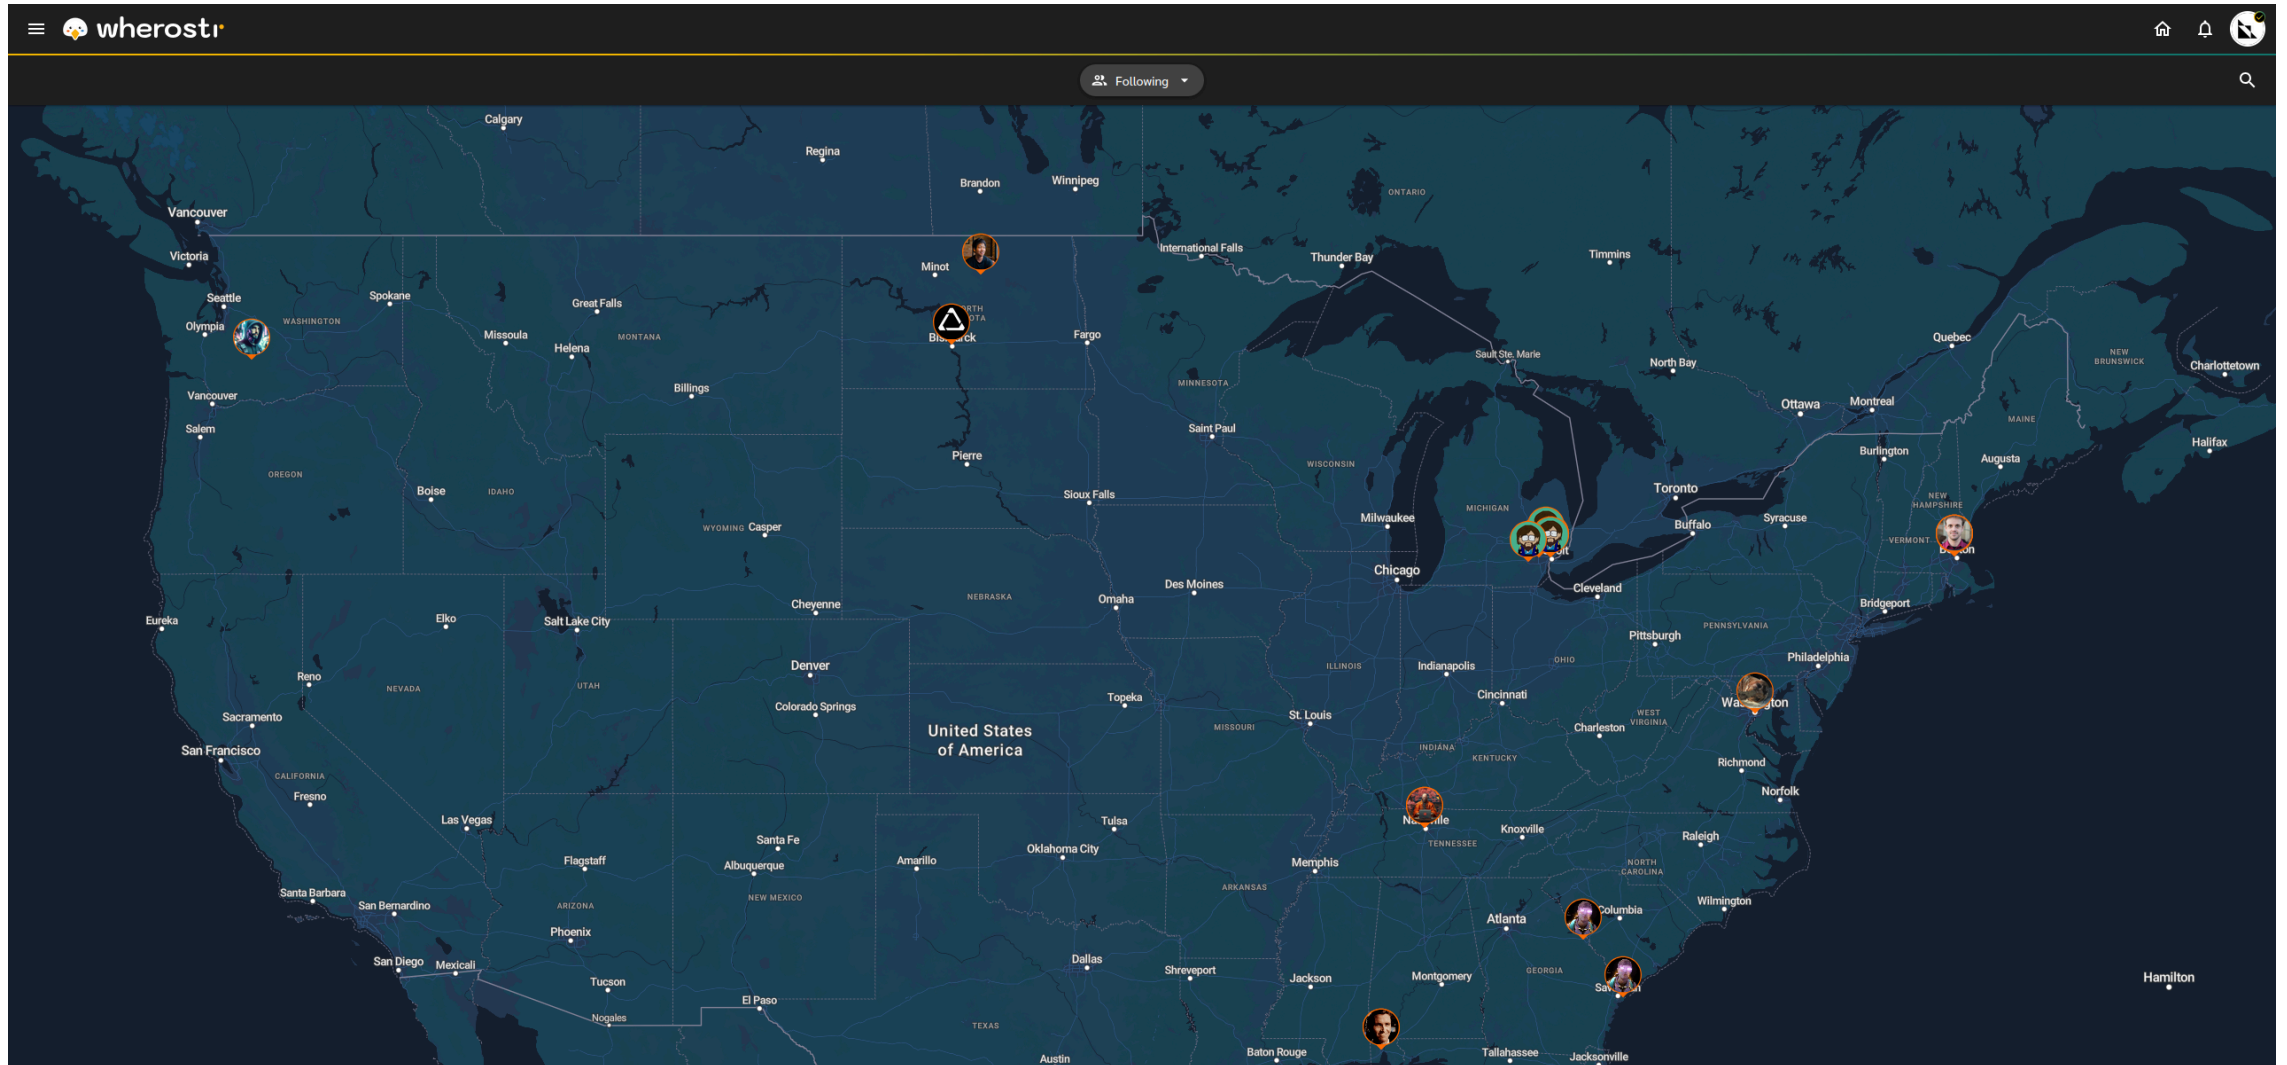 wherostr
Following
Calgary
Regina
Brandon
Winnipeg
ONTARIO
Vancouver
Victoria
International Falls
Thunder Bay
Timmins
Minot
Seattle
Spokane
Great Falls
Olympia
WASHINGTON
Missoula
MONTANA
Helena
Bismarck
Fargo
Quebec
Sault Ste. Marie
North Bay
NEW
BRUNSWICK
Charlottetown
Vancouver
Billings
MINNESOTA
Ottawa
Montreal
MAINE
Salem
Saint Paul
Halifax
Pierre
WISCONSIN
Burlington
Augusta
OREGON
Boise
IDAHO
Sioux Falls
Toronto
NEW
HAMPSHIRE
MICHIGAN
WYOMING
Casper
Milwaukee
Buffalo
Syracuse
VERMONT
Chicago
Des Moines
Cleveland
NEBRASKA
Omaha
Cheyenne
Bridgeport
Eureka
Elko
Salt Lake City
PENNSYLVANIA
Pittsburgh
Denver
ILLINOIS
Indianapolis
OHIO
Philadelphia
Reno
NEVADA
UTAH
Topeka
Cincinnati
Colorado Springs
Washington
Sacramento
St. Louis
WEST
VIRGINIA
MISSOURI
Charleston
United States
of America
San Francisco
INDIANA
KENTUCKY
Richmond
CALIFORNIA
Fresno
Norfolk
Las Vegas
Tulsa
Nashville
Knoxville
Raleigh
Santa Fe
TENNESSEE
Oklahoma City
Flagstaff
Albuquerque
Amarillo
Memphis
NORTH
CAROLINA
Santa Barbara
San Bernardino
ARIZONA
NEW MEXICO
ARKANSAS
Wilmington
Columbia
Atlanta
Phoenix
San Diego
Mexicali
Dallas
Shreveport
GEORGIA
Jackson
Montgomery
Hamilton
Tucson
El Paso
Nogales
TEXAS
Austin
Baton Rouge
Tallahassee
Jacksonville